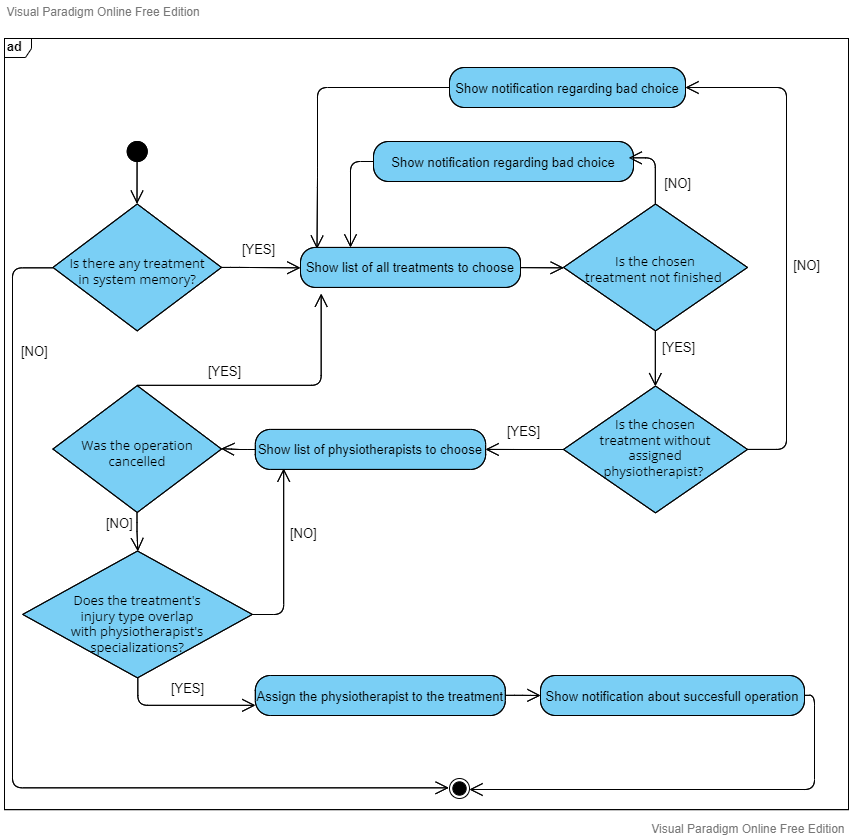 Visual Paradigm Online Free Edition
ad
Show notification regarding bad choice
Show notification regarding bad choice
[NO]
[YES]
Is there any treatment
in system memory?
Show list of all treatments to choose
Is the chosen
treatment not finished
[NO]
[NO]
[YES]
[YES]
Was the operation
cancelled
Show list of physiotherapists to choose
[YES]
Is the chosen
treatment without
assigned
physiotherapist?
[NO]
[NO]
Does the treatment's
injury type overlap
with physiotherapist's
specializations?
[YES]
Assign the physiotherapist to the treatment
Show notification about succesfull operation
Visual Paradigm Online Free Edition